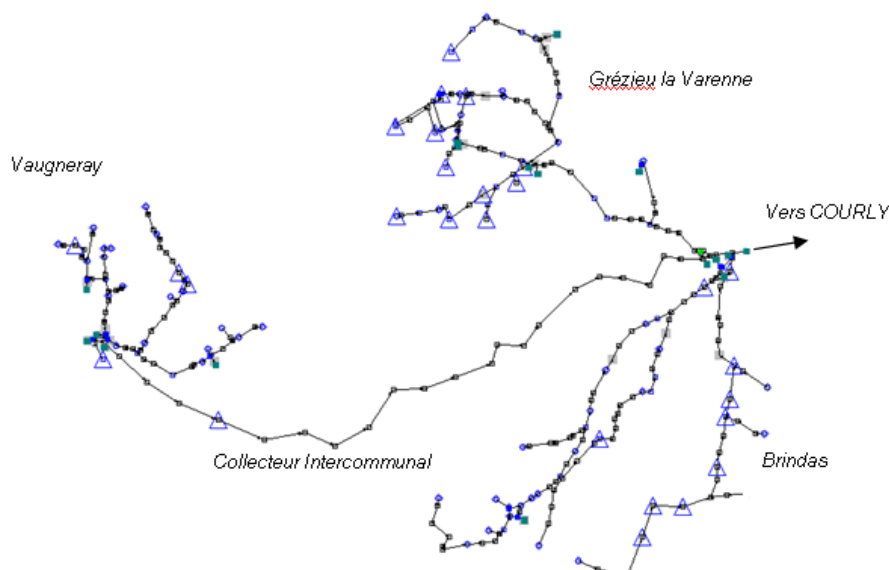 Grézieu la Varenne
Vaugneray
Vers COURLY
Collecteur Intercommunal
Brindas